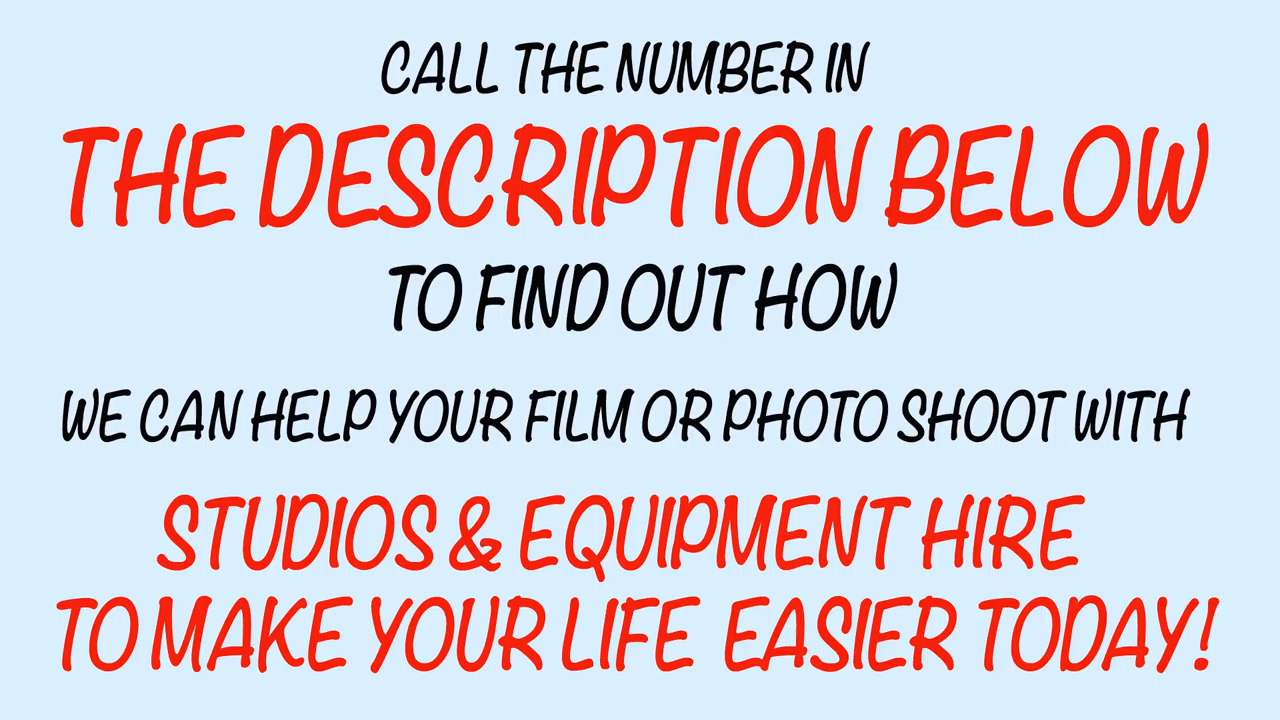 CALL THE NUMBER IN
THE DESCRIPTION BELOW
TO FIND OUT HOW
WE CAN HELP YOUR FILM OR PHOTO SHOOT WITH
STUDIOS & EQUIPMENT HIRE
TO MAKE YOUR LIFE EASIER TODAY!